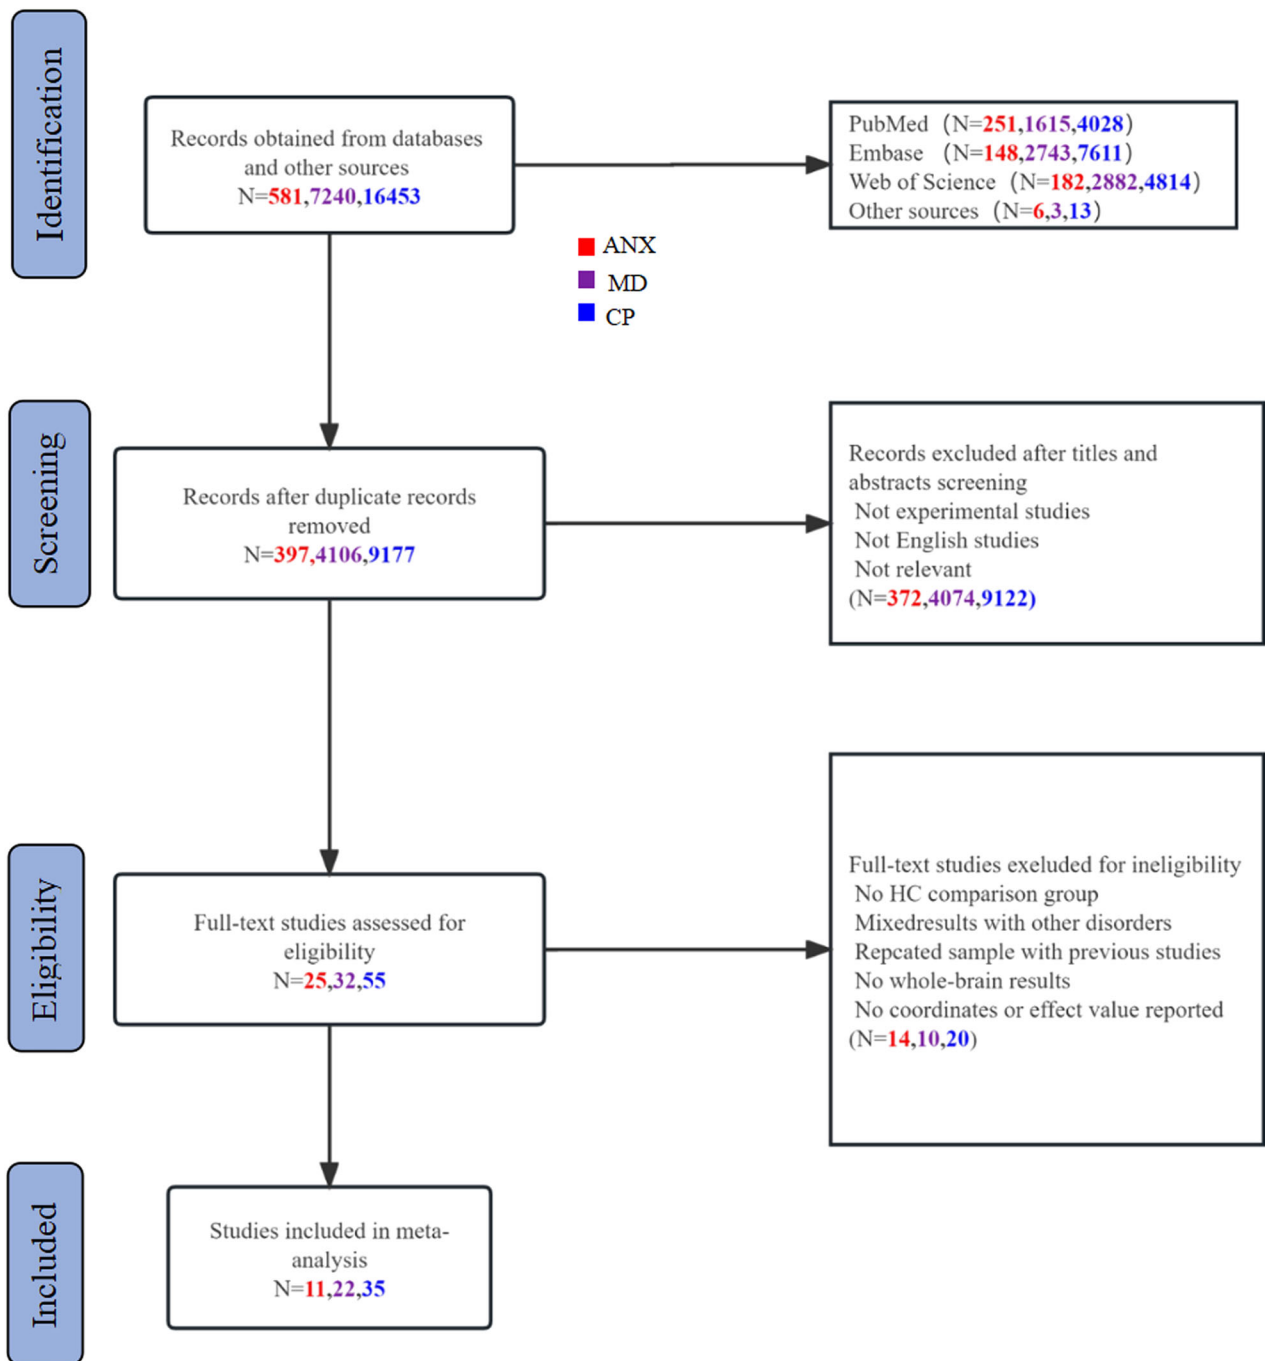 Identification
Records obtained from databases
and other sources
N=581,7240,16453
PubMed (N=251,1615,4028)
Embase (N=148,2743,7611)
Web of Science (N=182,2882,4814)
Other sources (N=6,3,13)
ANX
MD
CP
Screening
Records after duplicate records
removed
N=397,4106,9177
Records excluded after titles and
abstracts screening
Not experimental studies
Not English studies
Not relevant
(N=372,4074,9122)
Eligibility
Full-text studies assessed for
eligibility
N=25,32,55
Full-text studies exeluded for ineligibility
No HC comparison group
Mixedresults with other disorders
Repcated sample with previous studies
No whole-brain results
No coordinates or effect value reported
(N=14,10,20)
Included
Studies included in meta-
analysis
N=11,22,35